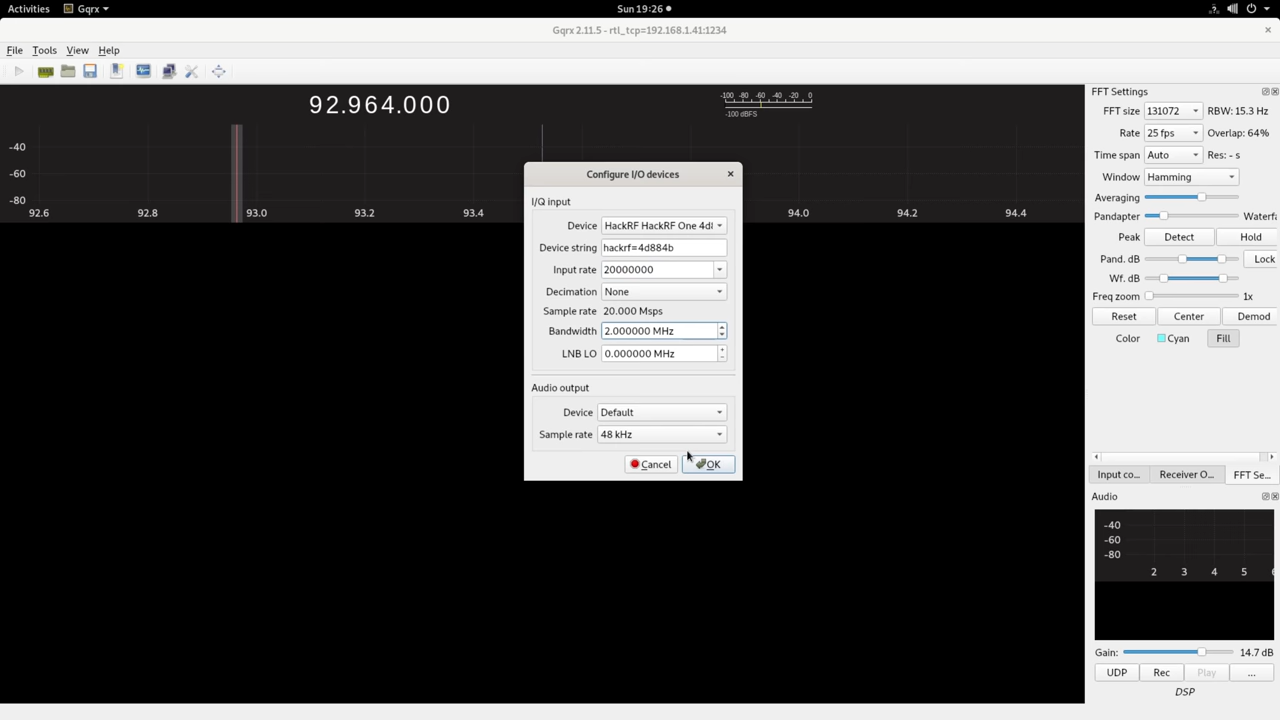 Activities Gqrx Sun 19:26
Gqrx 2.11.5 - rtl_tcp=192.168.1.41:1234
File Tools View Help
92.964.000
-100 -80 -60 -40 -20 0
-100 dBFS
-40
-60
-80
92.6 92.8 93.0 93.2 93.4 94.0 94.2 94.4
Configure I/O devices
I/Q input
Device HackRF HackRF One 4d8
Device string hackrf=4d884b
Input rate 20000000
Decimation None
Sample rate 20.000 Msps
Bandwidth 2.000000 MHz
LNB LO 0.000000 MHz
Audio output
Device Default
Sample rate 48 kHz
Cancel OK
FFT Settings
FFT size 131072 RBW: 15.3 Hz
Rate 25 fps Overlap: 64%
Time span Auto Res: - s
Window Hamming
Averaging
Pandapter Waterfa
Peak Detect Hold
Pand. dB Lock
Wf. dB
Freq zoom 1x
Reset Center Demod
Color Cyan Fill
Input co... Receiver O... FFT Se...
Audio
-40
-60
-80
2 3 4 5
Gain: 14.7 dB
UDP Rec Play ...
DSP